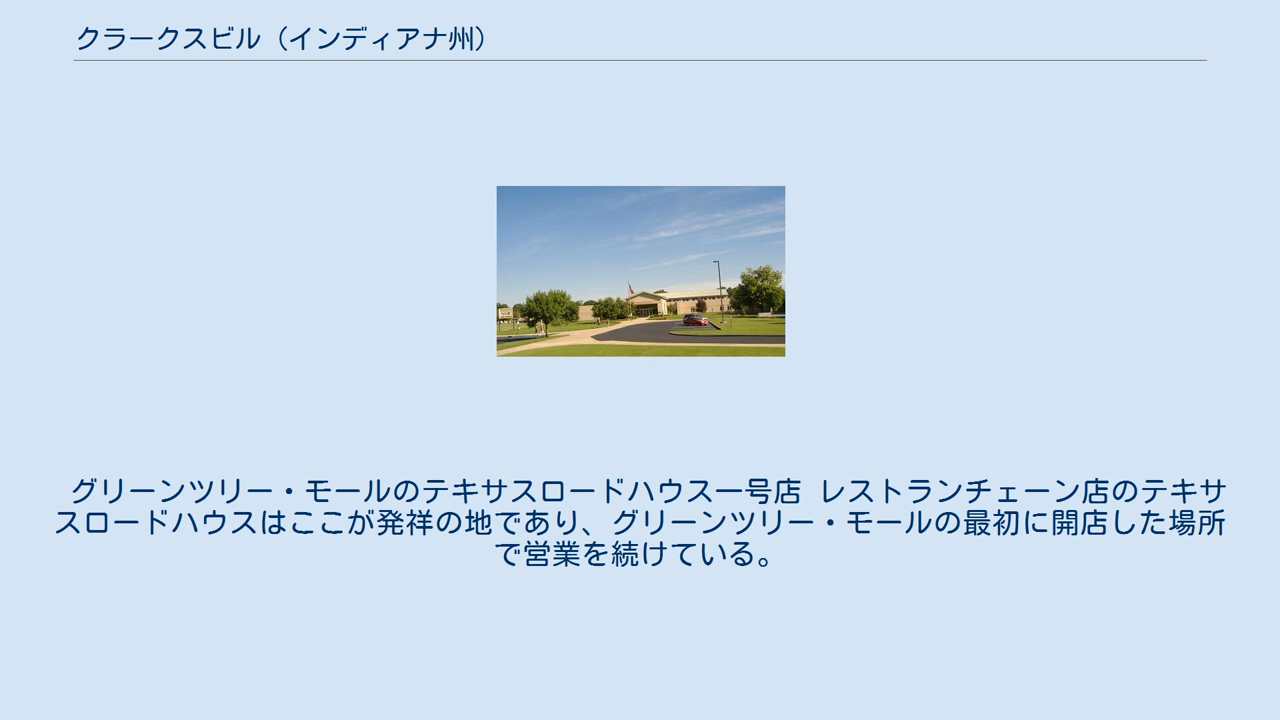 クラークスビル（インディアナ州）
グリーンツリー・モールのテキサスロードハウス一号店 レストランチェーン店のテキサ
スロードハウスはここが発祥の地であり、グリーンツリー・モールの最初に開店した場所
で営業を続けている。